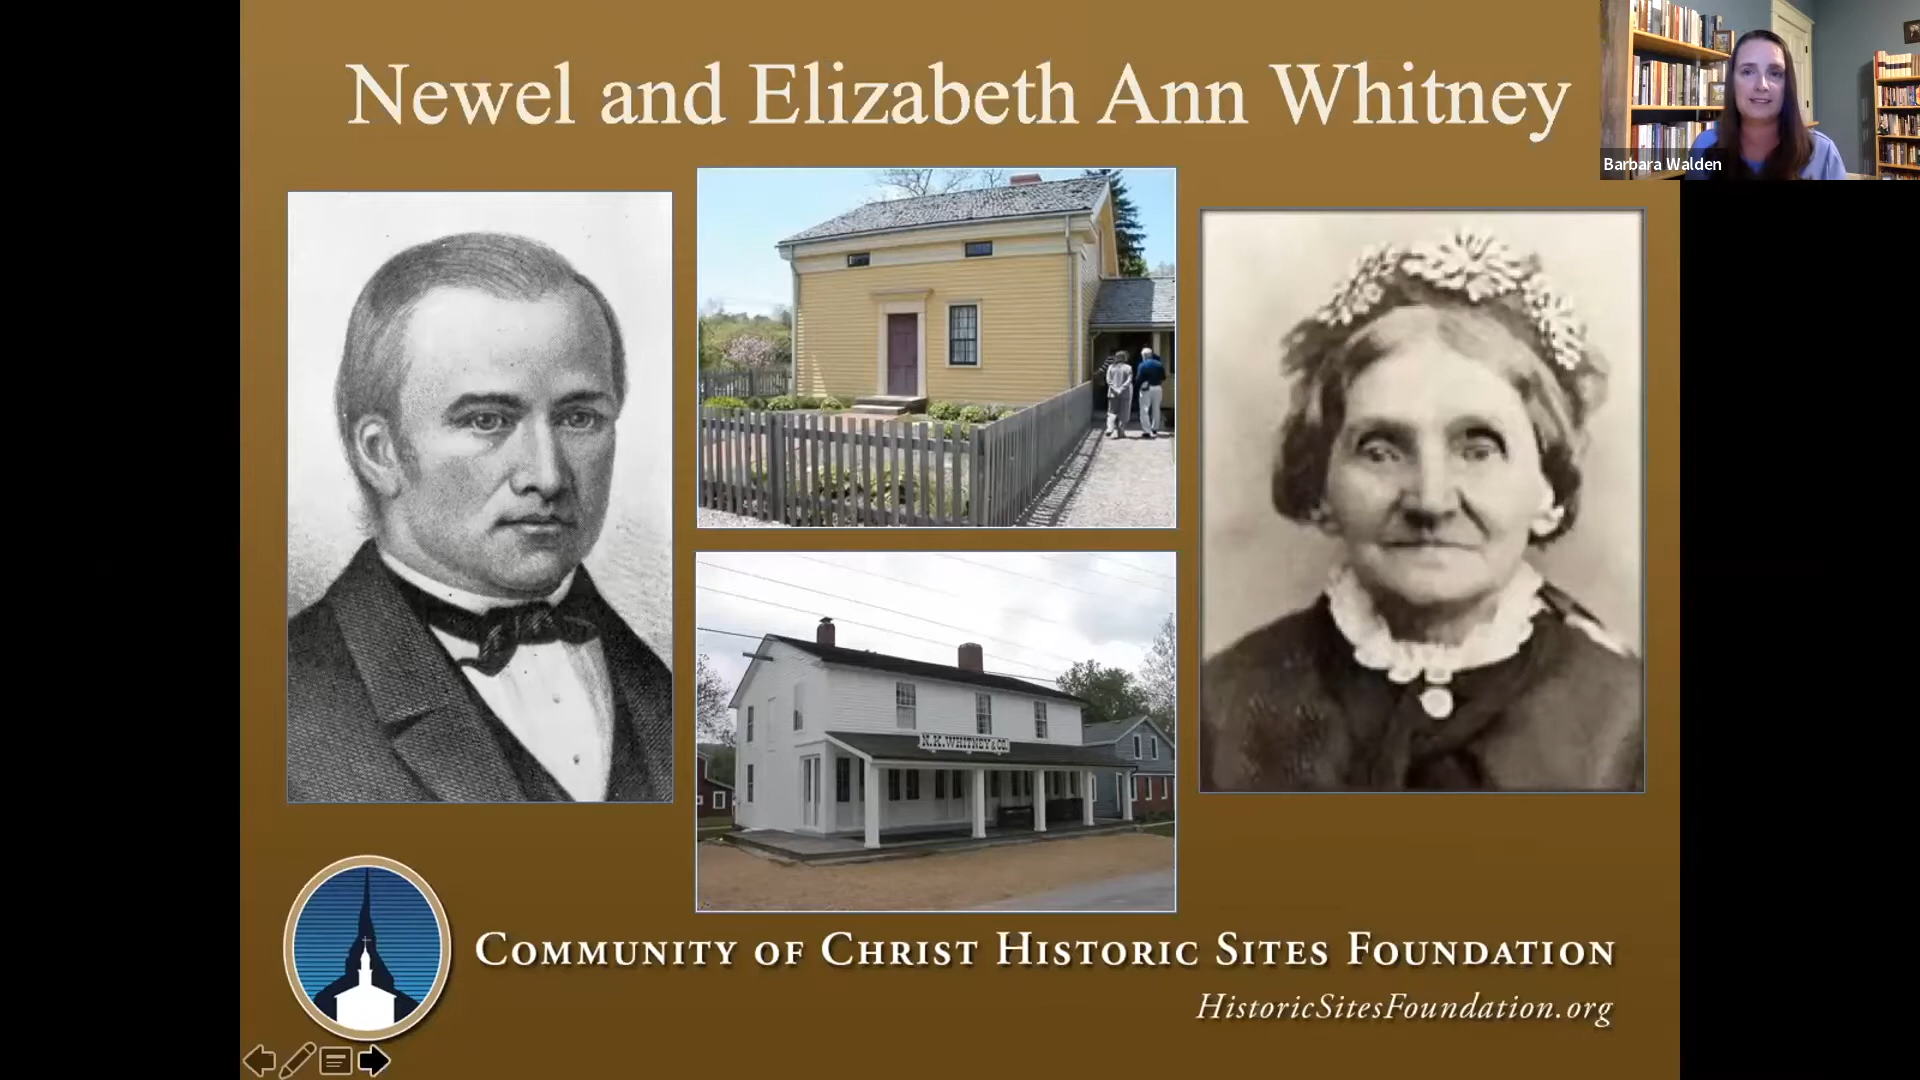 Newel and Elizabeth Ann Whitney
Barbara Walden
N.K. WHITNEY & CO.
COMMUNITY OF CHRIST HISTORIC SITES FOUNDATION
HistoricSitesFoundation.org